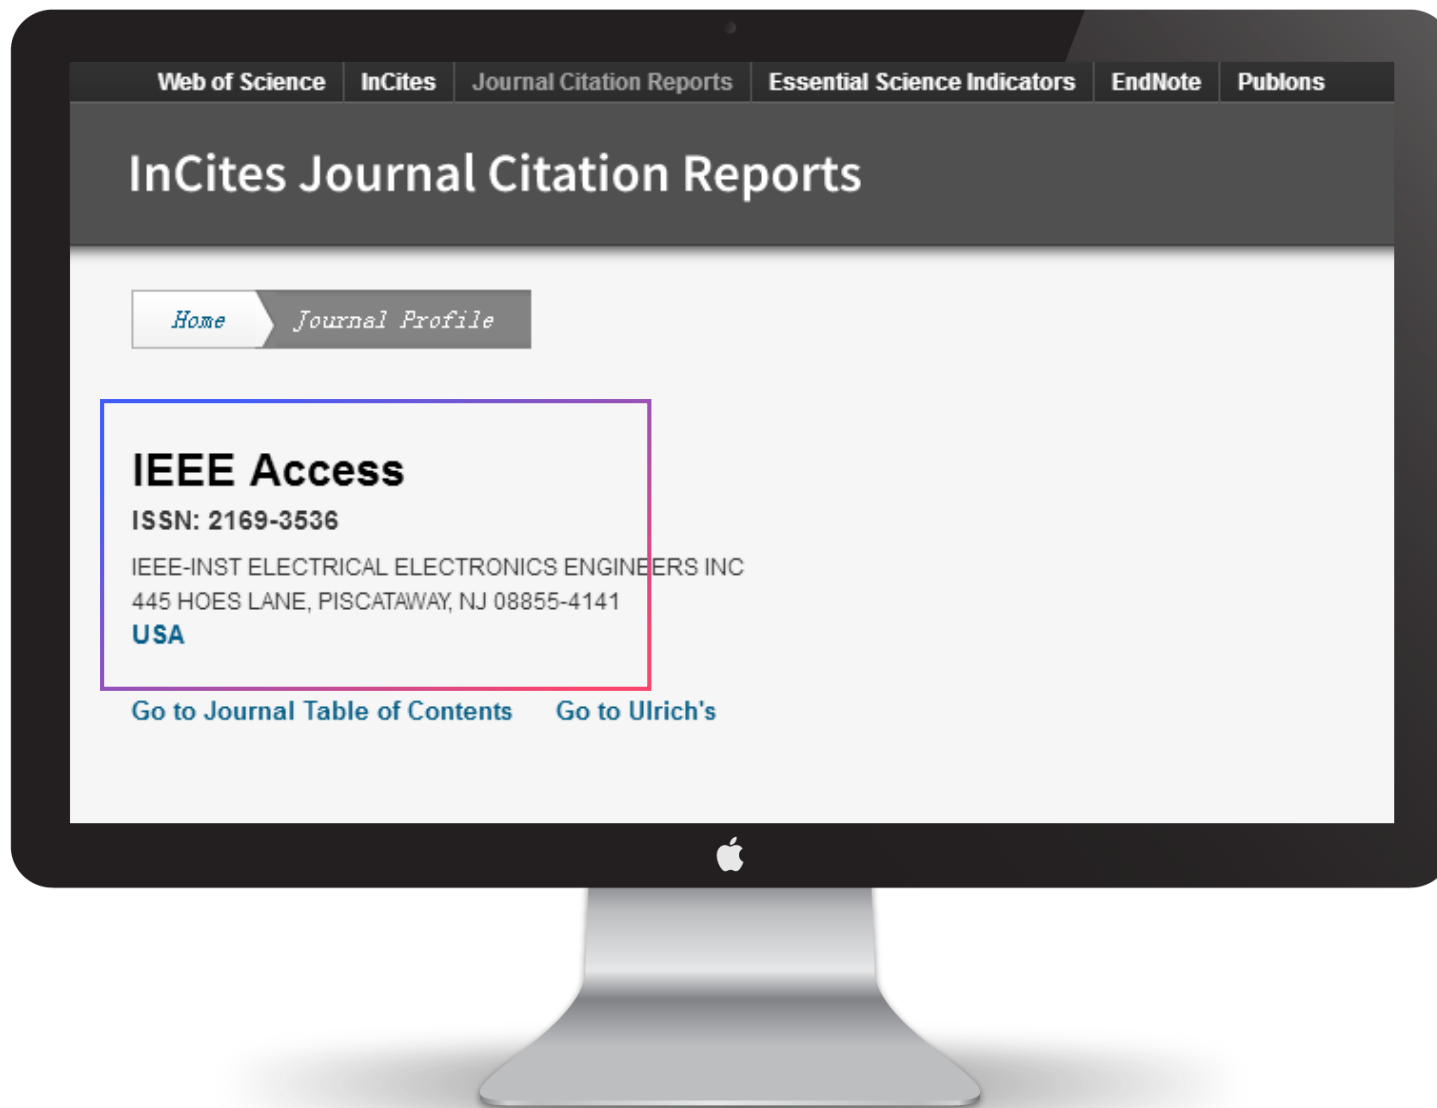 Web of Science InCites Journal Citation Reports Essential Science Indicators EndNote Publons
InCites Journal Citation Reports
Home Journal Profile
IEEE Access
ISSN: 2169-3536
IEEE-INST ELECTRICAL ELECTRONICS ENGINEERS INC
445 HOES LANE, PISCATAWAY, NJ 08855-4141
USA
Go to Journal Table of Contents Go to Ulrich's